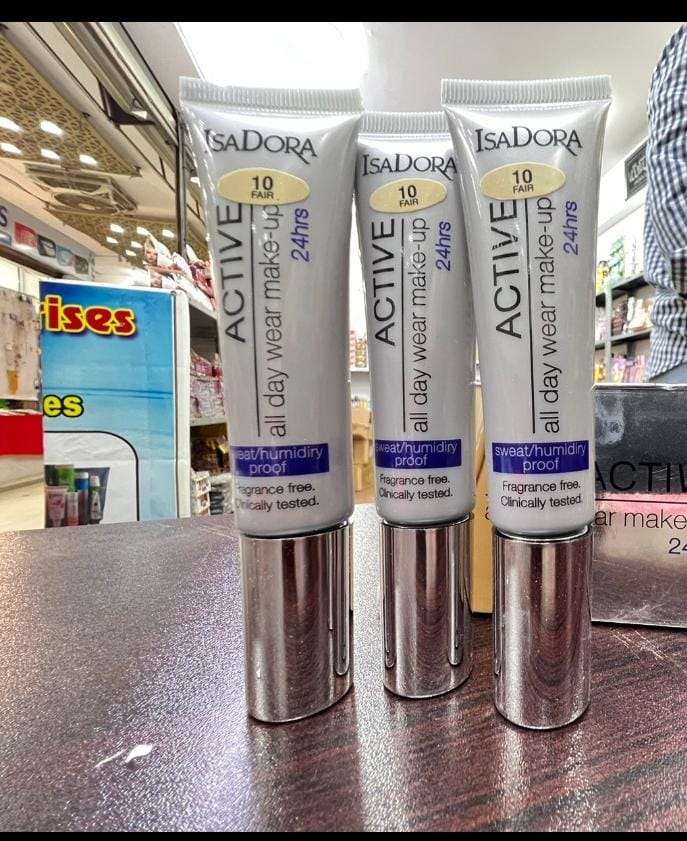 ises
es
ISADORA
10
FAIR
ACTIVE
all day wear make-up
24hrs
sweat/humidiry
proof
Fragrance free.
Clinically tested.
ISADORA
10
FAIR
ACTIVE
all day wear make-up
24hrs
sweat/humidiry
proof
Fragrance free.
Clinically tested.
ISADORA
10
FAIR
ACTIVE
all day wear make-up
24hrs
sweat/humidiry
proof
Fragrance free.
Clinically tested.
ACTIV
ar make
24